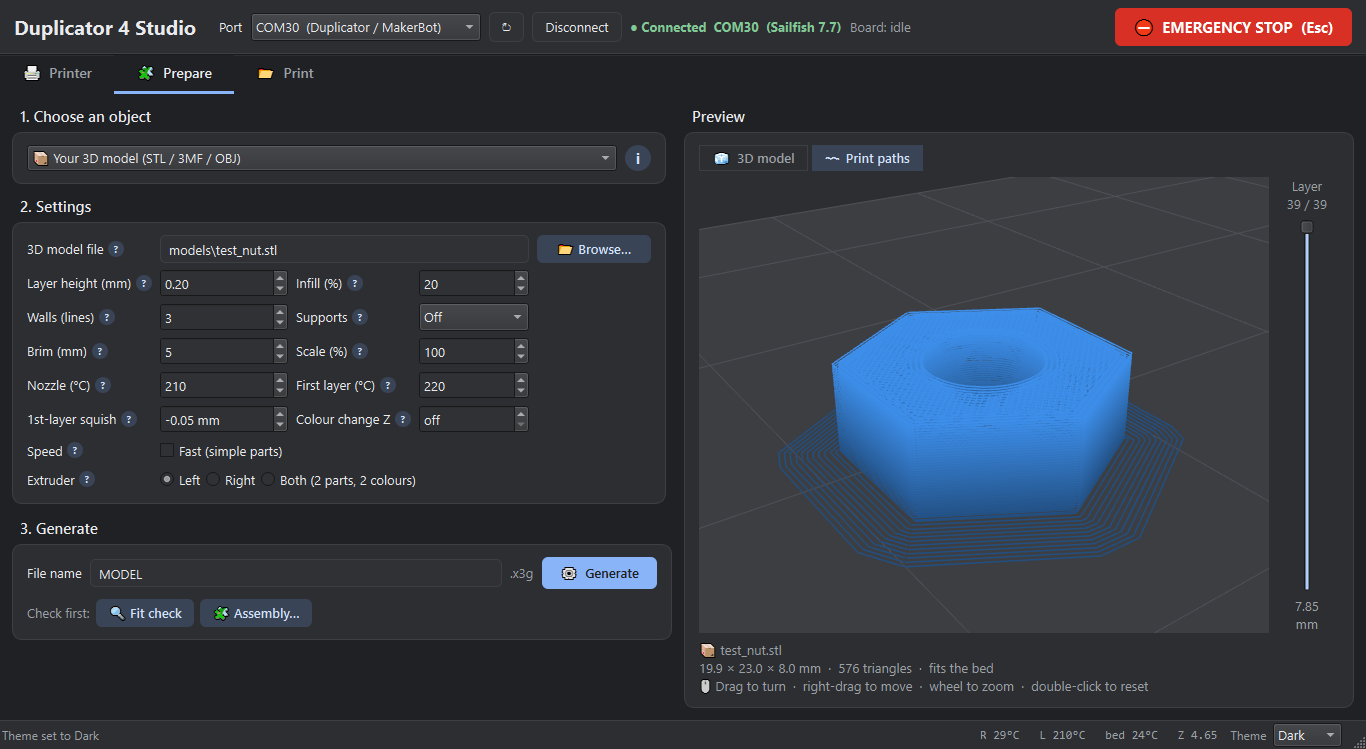 Duplicator 4 Studio Port COM30 (Duplicator / MakerBot) Disconnect • Connected COM30 (Sailfish 7.7) Board: idle EMERGENCY STOP (Esc)
Printer Prepare Print
1. Choose an object
Your 3D model (STL / 3MF / OBJ) i
2. Settings
3D model file ? models\test_nut.stl Browse...
Layer height (mm) ? 0.20 Infill (%) ? 20
Walls (lines) ? 3 Supports ? Off
Brim (mm) ? 5 Scale (%) ? 100
Nozzle (°C) ? 210 First layer (°C) ? 220
1st-layer squish ? -0.05 mm Colour change Z ? off
Speed ? Fast (simple parts)
Extruder ? Left Right Both (2 parts, 2 colours)
3. Generate
File name MODEL .x3g Generate
Check first: Fit check Assembly...
Preview
3D model Print paths
Layer
39 / 39
7.85
mm
test_nut.stl
19.9 × 23.0 × 8.0 mm · 576 triangles · fits the bed
Drag to turn · right-drag to move · wheel to zoom · double-click to reset
Theme set to Dark R 29°C L 210°C bed 24°C Z 4.65 Theme Dark